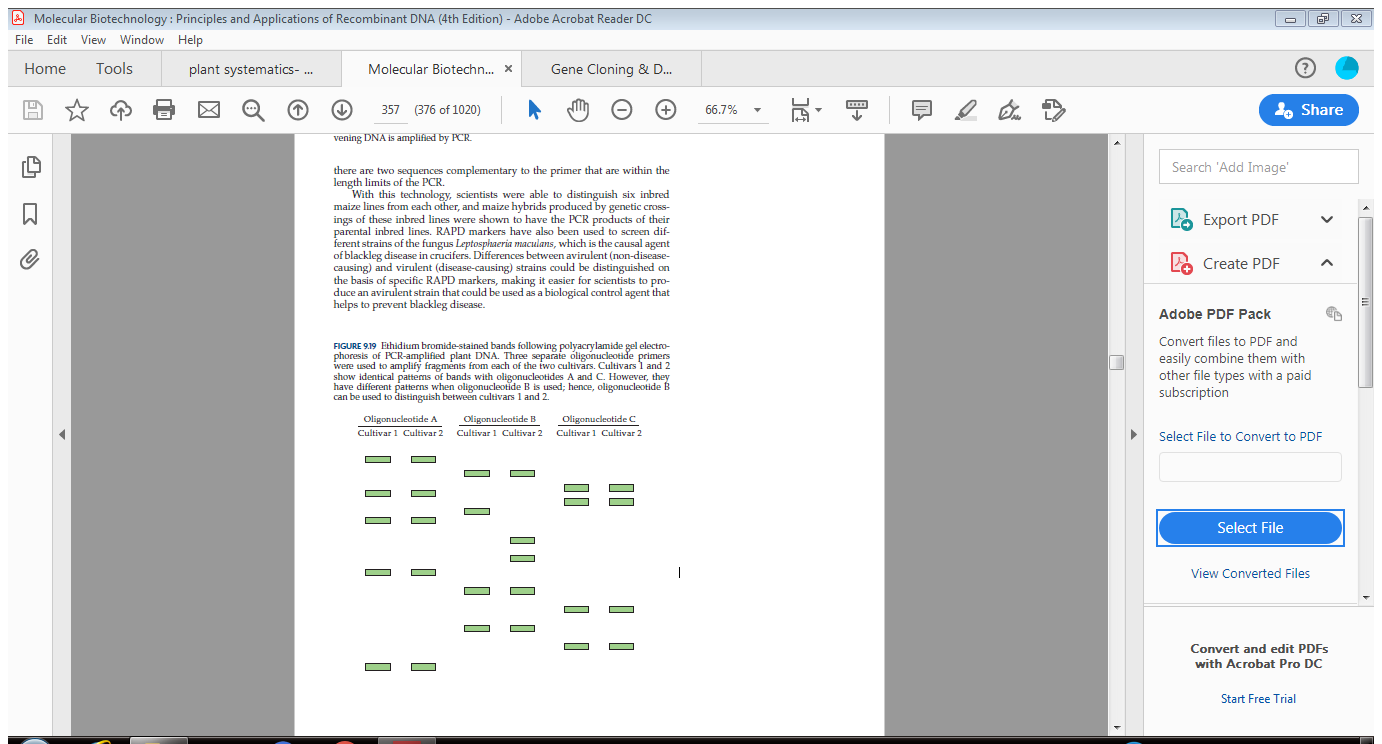 Molecular Biotechnology : Principles and Applications of Recombinant DNA (4th Edition) - Adobe Acrobat Reader DC
File Edit View Window Help
Home Tools plant systematics- ... Molecular Biotechn... × Gene Cloning & D...
357 (376 of 1020) 66.7% Share
vening DNA is amplified by PCR.
there are two sequences complementary to the primer that are within the
length limits of the PCR.
With this technology, scientists were able to distinguish six inbred
maize lines from each other, and maize hybrids produced by genetic cross-
ings of these inbred lines were shown to have the PCR products of their
parental inbred lines. RAPD markers have also been used to screen dif-
ferent strains of the fungus Leptosphaeria maculans, which is the causal agent
of blackleg disease in crucifers. Differences between avirulent (non-disease-
causing) and virulent (disease-causing) strains could be distinguished on
the basis of specific RAPD markers, making it easier for scientists to pro-
duce an avirulent strain that could be used as a biological control agent that
helps to prevent blackleg disease.
FIGURE 9.19 Ethidium bromide-stained bands following polyacrylamide gel electro-
phoresis of PCR-amplified plant DNA. Three separate oligonucleotide primers
were used to amplify fragments from each of the two cultivars. Cultivars 1 and 2
show identical patterns of bands with oligonucleotides A and C. However, they
have different patterns when oligonucleotide B is used; hence, oligonucleotide B
can be used to distinguish between cultivars 1 and 2.
Oligonucleotide A Oligonucleotide B Oligonucleotide C
Cultivar 1 Cultivar 2 Cultivar 1 Cultivar 2 Cultivar 1 Cultivar 2
Search 'Add Image'
Export PDF
Create PDF
Adobe PDF Pack
Convert files to PDF and
easily combine them with
other file types with a paid
subscription
Select File to Convert to PDF
Select File
View Converted Files
Convert and edit PDFs
with Acrobat Pro DC
Start Free Trial